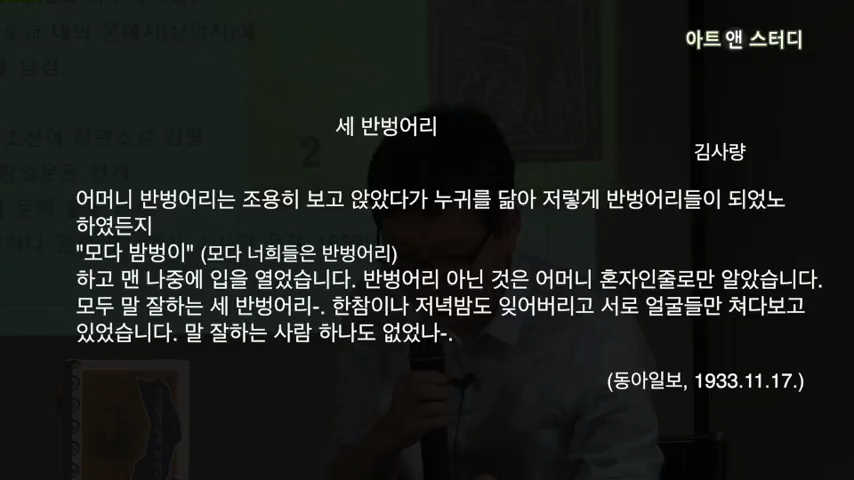 아트 앤 스터디
세 반벙어리
김사량
어머니 반벙어리는 조용히 보고 앉았다가 누귀를 닮아 저렇게 반벙어리들이 되었노
하였든지
"모다 밤벙이" (모다 너희들은 반벙어리)
하고 맨 나중에 입을 열었습니다. 반벙어리 아닌 것은 어머니 혼자인줄로만 알았습니다.
모두 말 잘하는 세 반벙어리-. 한참이나 저녁밤도 잊어버리고 서로 얼굴들만 쳐다보고
있었습니다. 말 잘하는 사람 하나도 없었나-.
(동아일보, 1933.11.17.)
2